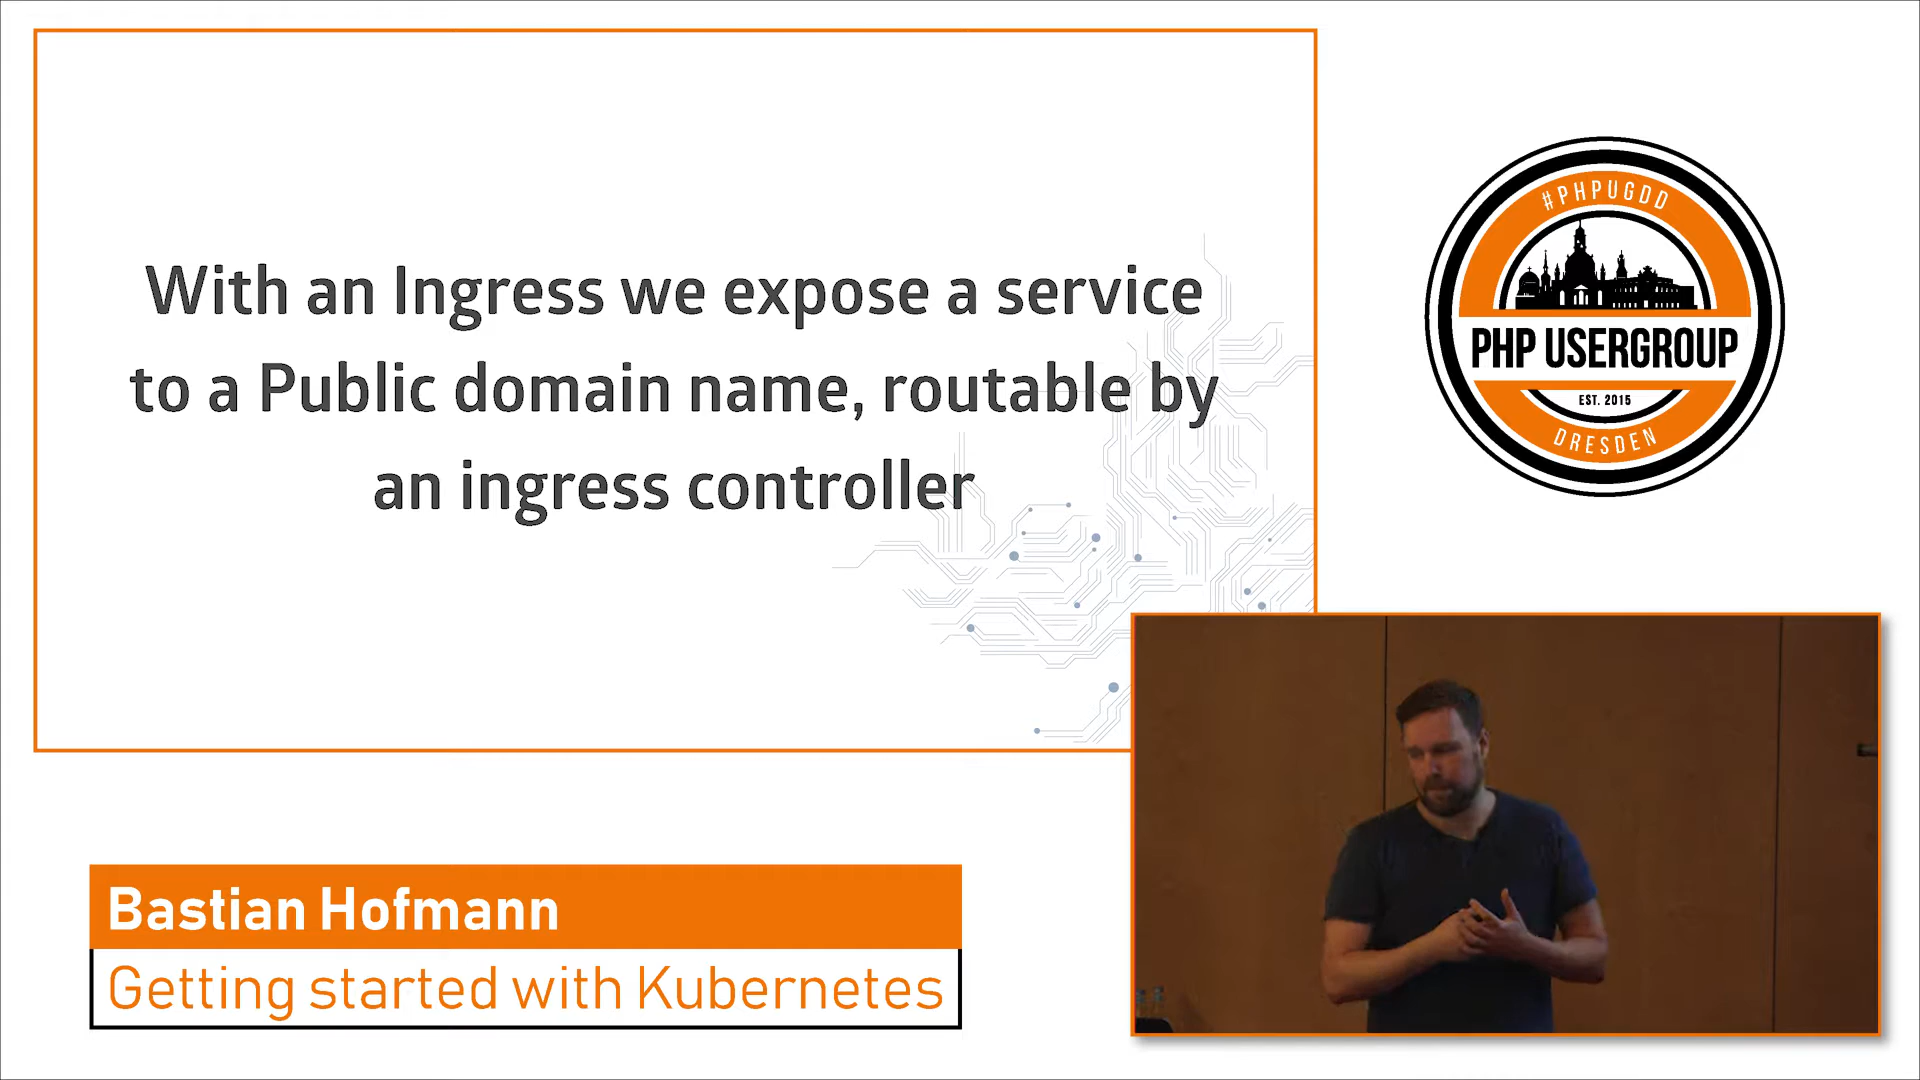 With an Ingress we expose a service
to a Public domain name, routable by
an ingress controller
#PHPUGDD
PHP USERGROUP
EST. 2015
DRESDEN
Bastian Hofmann
Getting started with Kubernetes